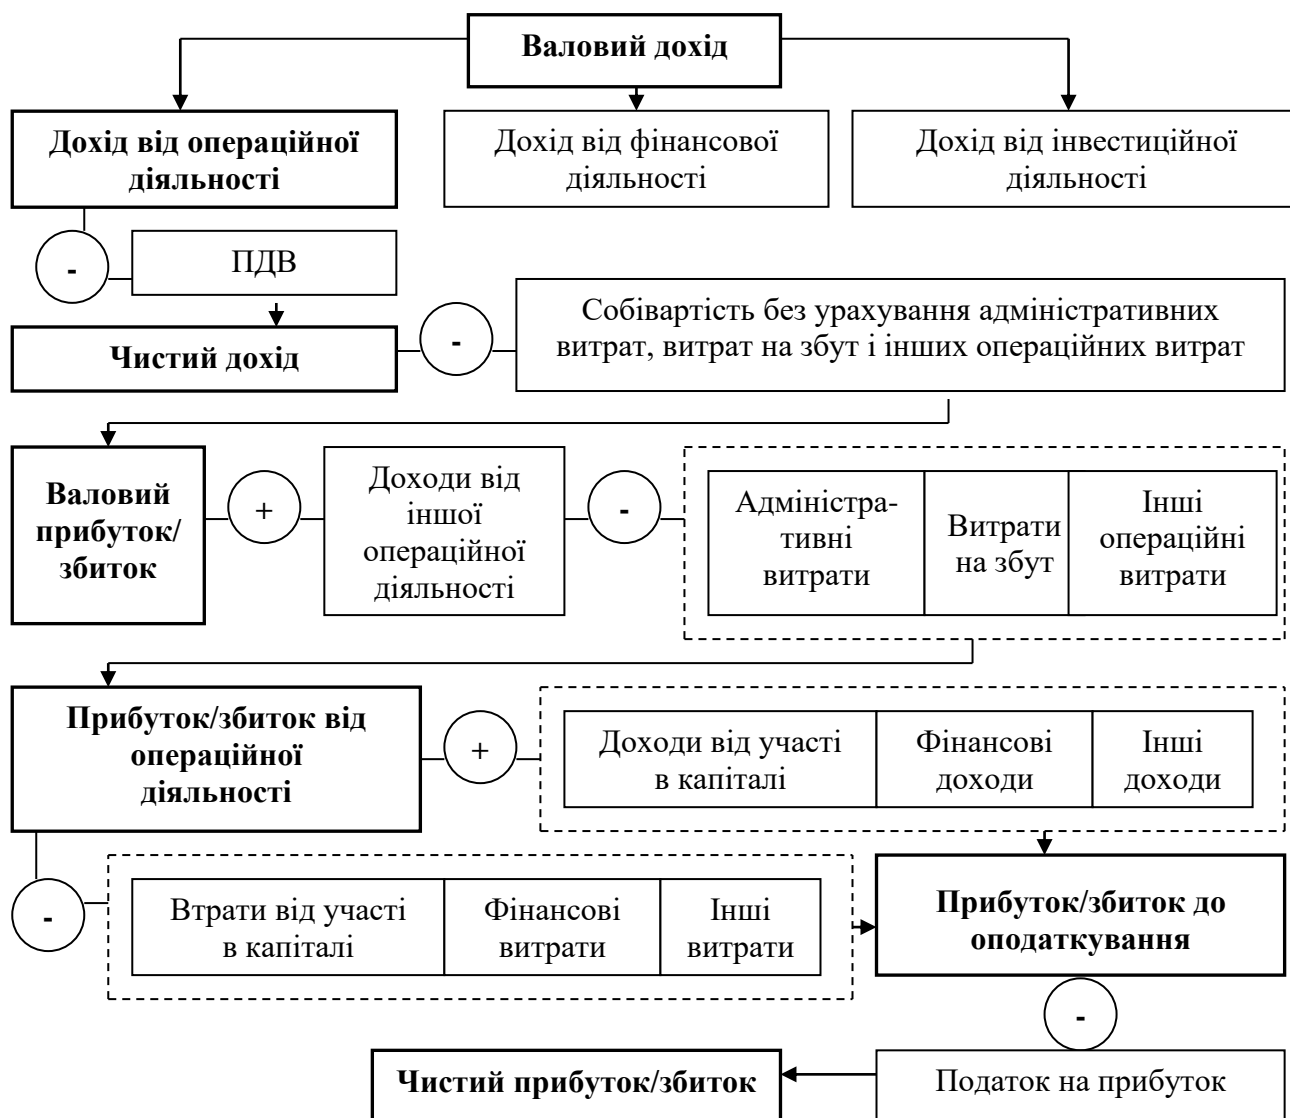 Валовий дохід
Дохід від операційної
діяльності
Дохід від фінансової
діяльності
Дохід від інвестиційної
діяльності
-
ПДВ
Чистий дохід
-
Собівартість без урахування адміністративних
витрат, витрат на збут і інших операційних витрат
Валовий
прибуток/
збиток
+
Доходи від
іншої
операційної
діяльності
-
Адміністра-
тивні
витрати
Витрати
на збут
Інші
операційні
витрати
Прибуток/збиток від
операційної
діяльності
+
Доходи від участі
в капіталі
Фінансові
доходи
Інші
доходи
-
Втрати від участі
в капіталі
Фінансові
витрати
Інші
витрати
Прибуток/збиток до
оподаткування
-
Податок на прибуток
Чистий прибуток/збиток